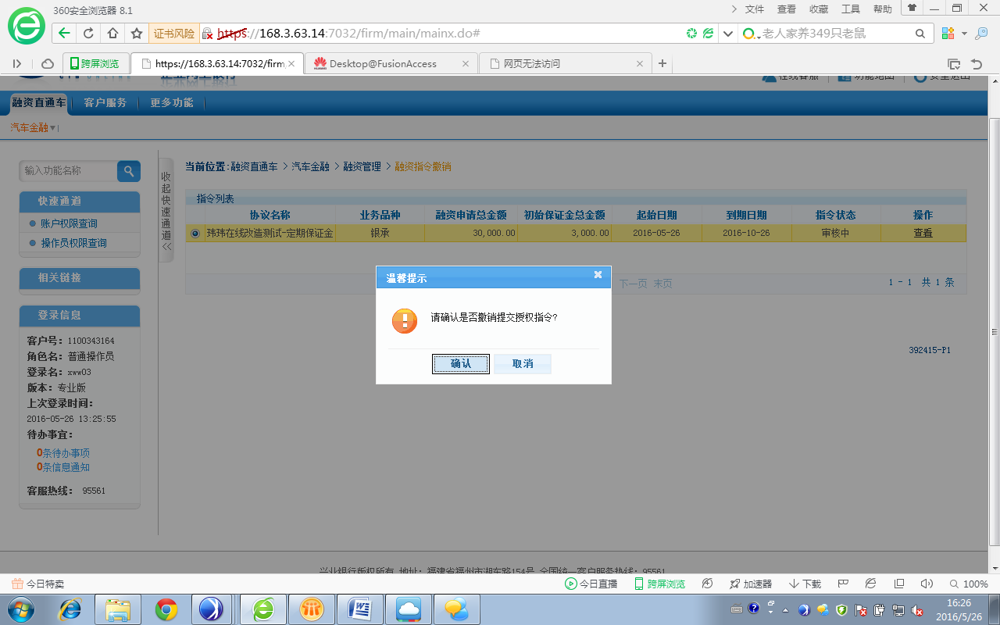 360安全浏览器 8.1
文件 查看 收藏 工具 帮助
证书风险 https://168.3.63.14:7032/firm/main/mainx.do# 老人家养349只老鼠
跨屏浏览 https://168.3.63.14:7032/firm Desktop@FusionAccess 网页无法访问
融资直通车 客户服务 更多功能
汽车金融
输入功能名称
快速通道
账户权限查询
操作员权限查询
相关链接
登录信息
客户号: 1100343164
角色名: 普通操作员
登录名: xww03
版本: 专业版
上次登录时间:
2016-05-26 13:25:55
待办事宜:
0条待办事项
0条信息通知
客服热线: 95561
收起快速通道
当前位置:融资直通车 > 汽车金融 > 融资管理 > 融资指令撤销
指令列表
协议名称 业务品种 融资申请总金额 初始保证金总金额 起始日期 到期日期 指令状态 操作
玮玮在线改造测试-定期保证金 银承 30,000.00 3,000.00 2016-05-26 2016-10-26 审核中 查看
下一页 末页 1 - 1 共 1 条
温馨提示
请确认是否撤销提交授权指令?
确认 取消
392415-P1
兴业银行版权所有 地址: 福建省福州市湖东路154号 全国统一客户服务热线: 95561
今日特卖 今日直播 跨屏浏览 加速器 下载 100%
16:26
2016/5/26